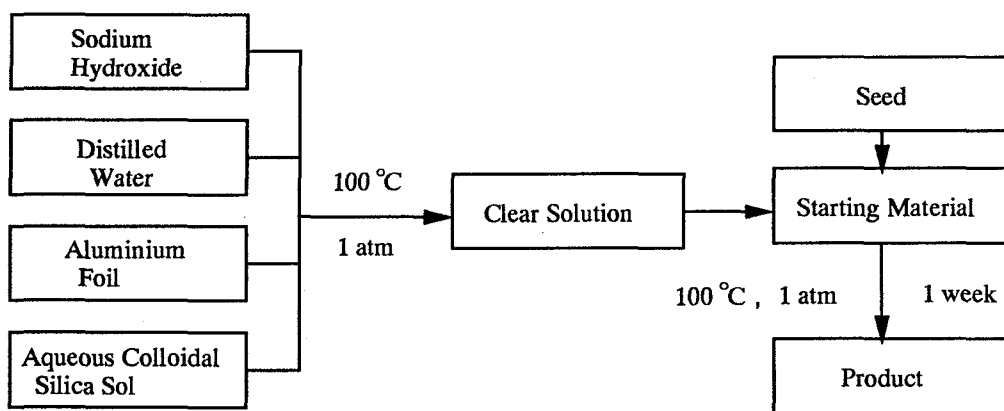 Sodium
Hydroxide
Distilled
Water
Aluminium
Foil
Aqueous Colloidal
Silica Sol
100 °C
1 atm
Clear Solution
Seed
Starting Material
100 °C , 1 atm
1 week
Product